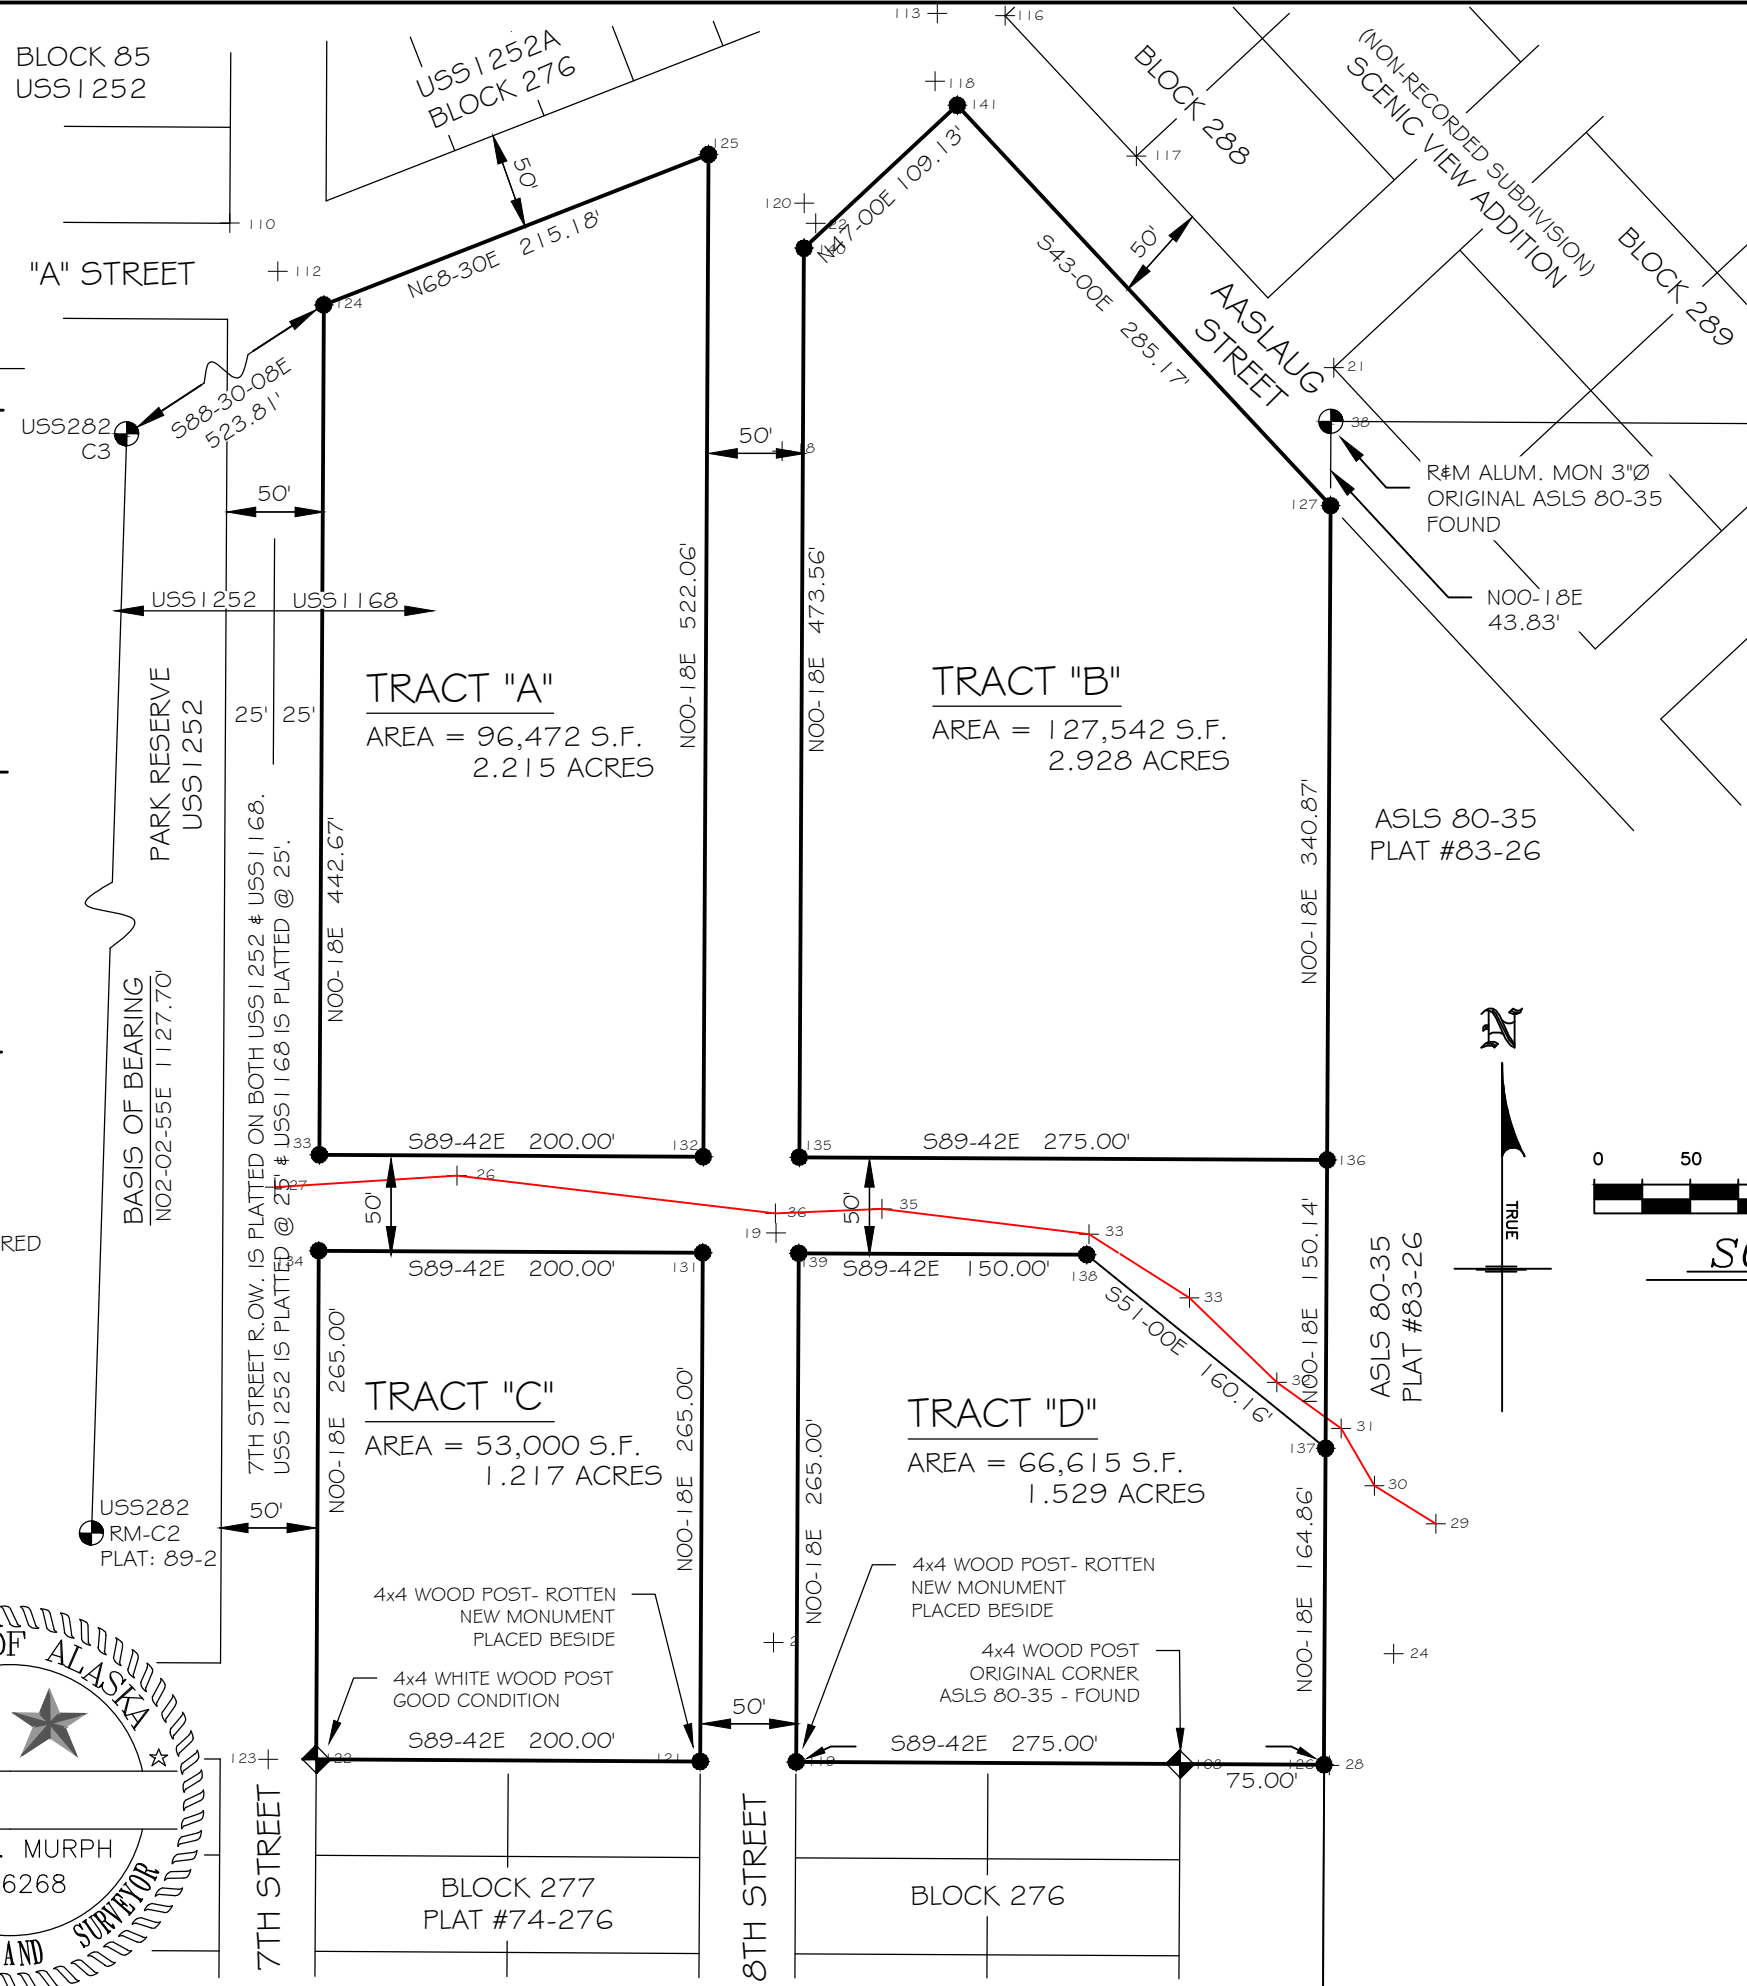 113
116
BLOCK 85
USS1252
USS1252A
BLOCK 276
BLOCK 288
(NON-RECORDED SUBDIVISION)
SCENIC VIEW ADDITION
BLOCK 289
118
141
125
117
50'
120
110
N47-00E 109.13'
"A" STREET
112
N68-30E 215.18'
124
S43-00E 285.17'
50'
AASLAUG
STREET
21
S88-30-08E
523.81'
USS282
C3
38
50'
50'
127
R&M ALUM. MON 3"Ø
ORIGINAL ASLS 80-35
FOUND
N00-18E
43.83'
USS1252
USS1168
N00-18E 522.06'
N00-18E 473.56'
PARK RESERVE
USS1252
25'
25'
TRACT "A"
AREA = 96,472 S.F.
2.215 ACRES
TRACT "B"
AREA = 127,542 S.F.
2.928 ACRES
N00-18E 442.67'
N00-18E 340.87'
ASLS 80-35
PLAT #83-26
BASIS OF BEARING
N02-02-55E 1127.70'
7TH STREET R.O.W. IS PLATTED ON BOTH USS1252 & USS1168.
USS1252 IS PLATTED @ 25' & USS1168 IS PLATTED @ 25'.
N
TRUE
0
50
RED
133
S89-42E 200.00'
132
135
S89-42E 275.00'
136
127
26
36
35
33
19
50'
50'
134
S89-42E 200.00'
131
139
S89-42E 150.00'
138
33
S51-00E 160.16'
N00-18E 150.14'
ASLS 80-35
PLAT #83-26
32
31
137
30
29
N00-18E 265.00'
TRACT "C"
AREA = 53,000 S.F.
1.217 ACRES
N00-18E 265.00'
N00-18E 265.00'
TRACT "D"
AREA = 66,615 S.F.
1.529 ACRES
N00-18E 164.86'
USS282
RM-C2
PLAT: 89-2
50'
4x4 WOOD POST- ROTTEN
NEW MONUMENT
PLACED BESIDE
4x4 WHITE WOOD POST
GOOD CONDITION
4x4 WOOD POST- ROTTEN
NEW MONUMENT
PLACED BESIDE
4x4 WOOD POST
ORIGINAL CORNER
ASLS 80-35 - FOUND
24
50'
S89-42E 200.00'
S89-42E 275.00'
123
122
121
119
126
28
75.00'
OF ALASKA
MURPH
6268
AND SURVEYOR
7TH STREET
BLOCK 277
PLAT #74-276
8TH STREET
BLOCK 276